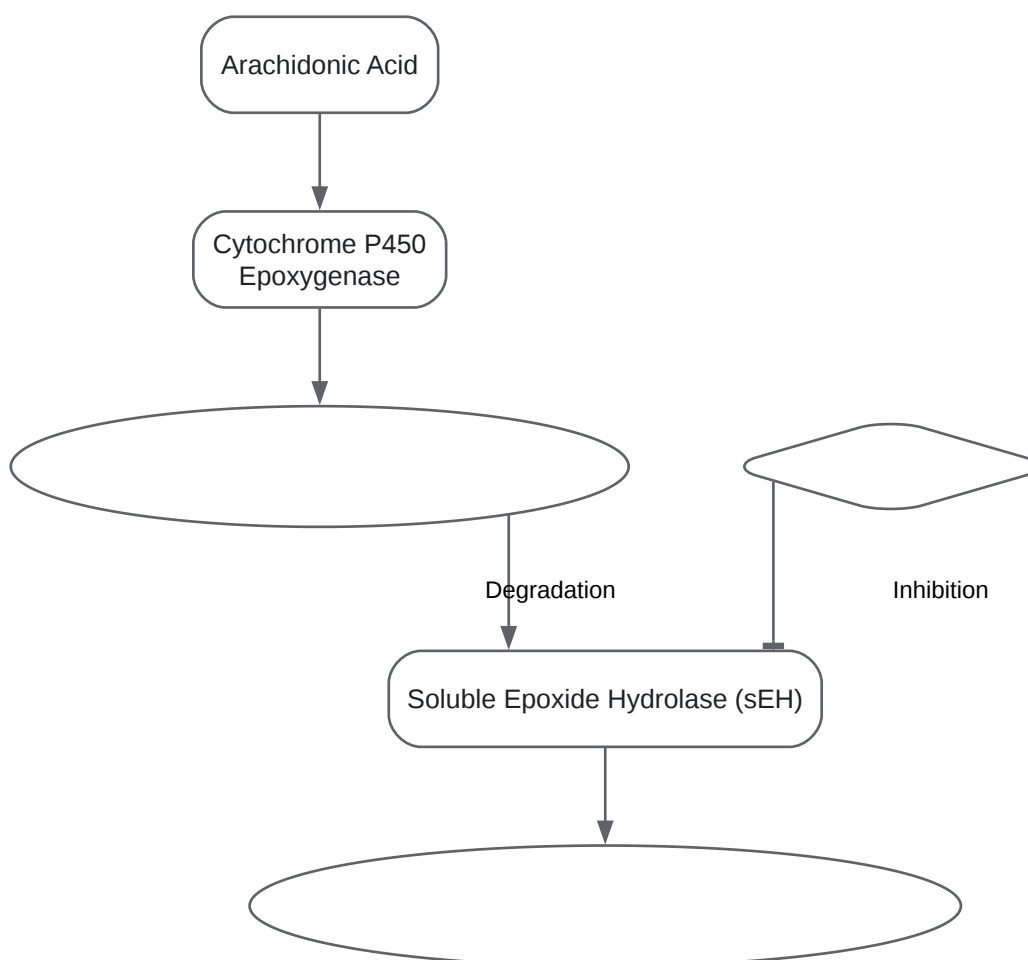 Arachidonic Acid
Cytochrome P450
Epoxygenase
Degradation
Inhibition
Soluble Epoxide Hydrolase (sEH)